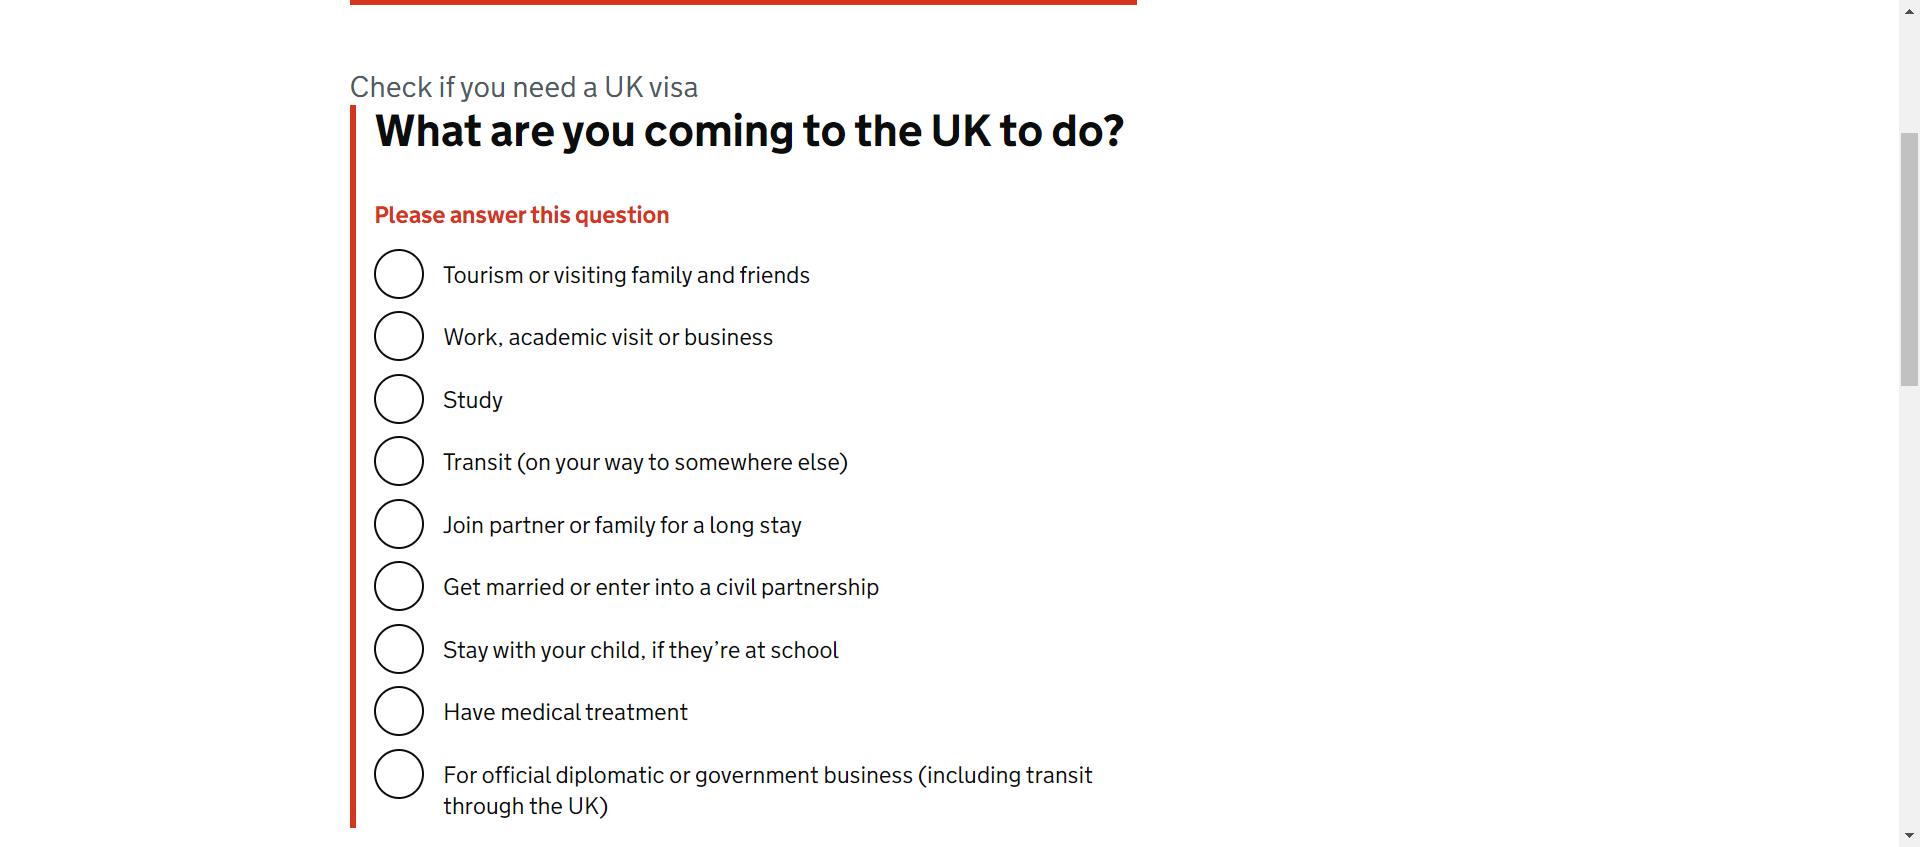 Check if you need a UK visa
What are you coming to the UK to do?
Please answer this question
Tourism or visiting family and friends
Work, academic visit or business
Study
Transit (on your way to somewhere else)
Join partner or family for a long stay
Get married or enter into a civil partnership
Stay with your child, if they’re at school
Have medical treatment
For official diplomatic or government business (including transit
through the UK)